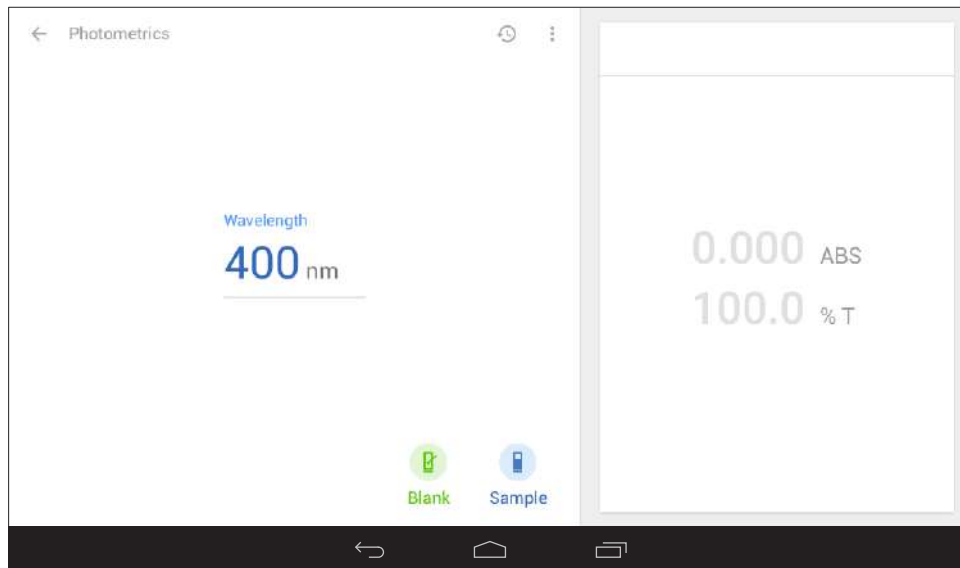 Photometrics
Wavelength
400 nm
Blank
Sample
0.000 ABS
100.0 % T